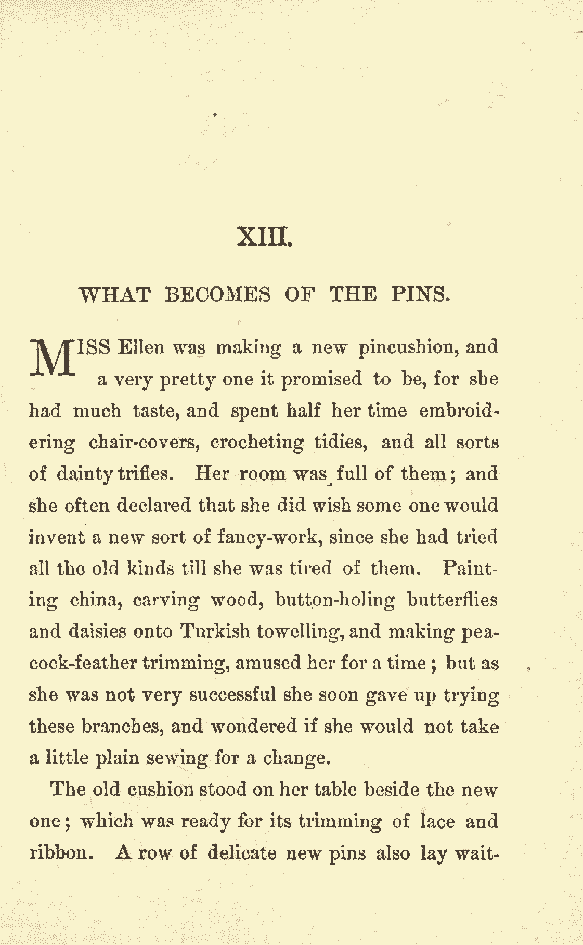 XIII.
WHAT BECOMES OF THE PINS.
MISS Ellen was making a new pincushion, and
a very pretty one it promised to be, for she
had much taste, and spent half her time embroid-
ering chair-covers, crocheting tidies, and all sorts
of dainty trifles. Her room was full of them; and
she often declared that she did wish some one would
invent a new sort of fancy-work, since she had tried
all the old kinds till she was tired of them. Paint-
ing china, carving wood, button-holing butterflies
and daisies onto Turkish towelling, and making pea-
cock-feather trimming, amused her for a time; but as
she was not very successful she soon gave up trying
these branches, and wondered if she would not take
a little plain sewing for a change.
The old cushion stood on her table beside the new
one; which was ready for its trimming of lace and
ribbon. A row of delicate new pins also lay wait-